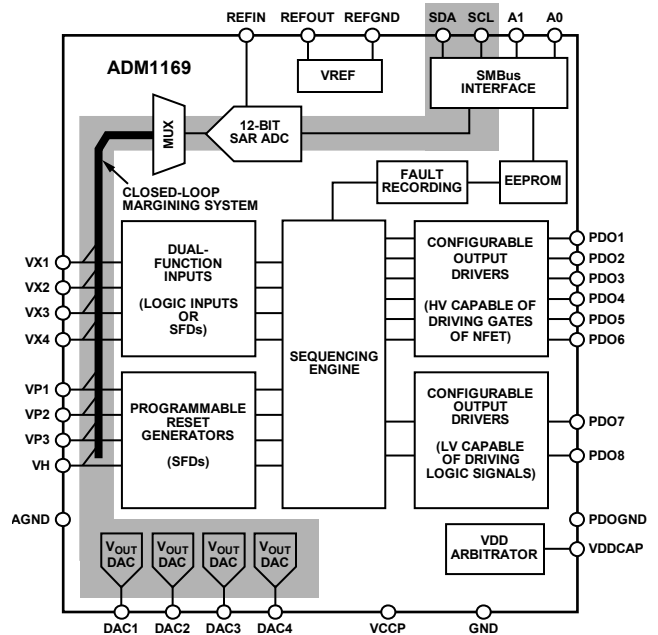 REFIN REFOUT REFGND SDA SCL A1 A0
ADM1169
VREF
SMBus
INTERFACE
MUX
12-BIT
SAR ADC
CLOSED-LOOP
MARGINING SYSTEM
FAULT
RECORDING
EEPROM
VX1
VX2
VX3
VX4
DUAL-
FUNCTION
INPUTS
(LOGIC INPUTS
OR
SFDs)
SEQUENCING
ENGINE
CONFIGURABLE
OUTPUT
DRIVERS
(HV CAPABLE OF
DRIVING GATES
OF NFET)
PDO1
PDO2
PDO3
PDO4
PDO5
PDO6
VP1
VP2
VP3
VH
PROGRAMMABLE
RESET
GENERATORS
(SFDs)
CONFIGURABLE
OUTPUT
DRIVERS
(LV CAPABLE
OF DRIVING
LOGIC SIGNALS)
PDO7
PDO8
AGND
PDOGND
VOUT
DAC
VOUT
DAC
VOUT
DAC
VOUT
DAC
VDD
ARBITRATOR
VDDCAP
DAC1 DAC2 DAC3 DAC4 VCCP GND